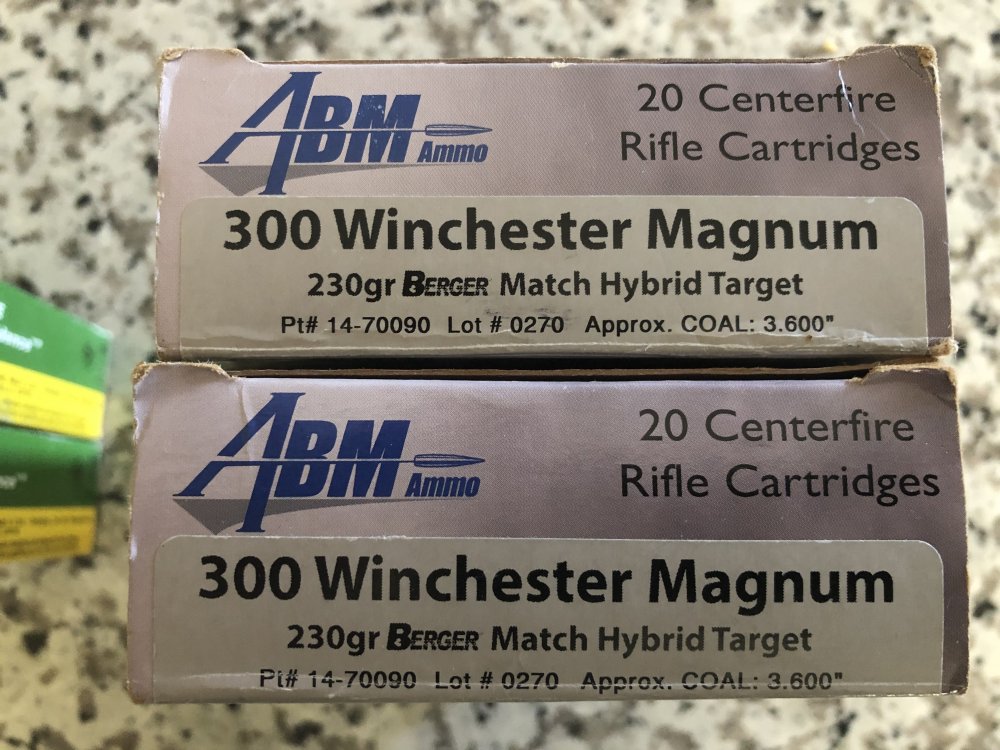 ABM Ammo
20 Centerfire
Rifle Cartridges
300 Winchester Magnum
230gr BERGER Match Hybrid Target
Pt# 14-70090 Lot # 0270 Approx. COAL: 3.600"
ABM Ammo
20 Centerfire
Rifle Cartridges
300 Winchester Magnum
230gr BERGER Match Hybrid Target
Pt# 14-70090 Lot # 0270 Approx. COAL: 3.600"